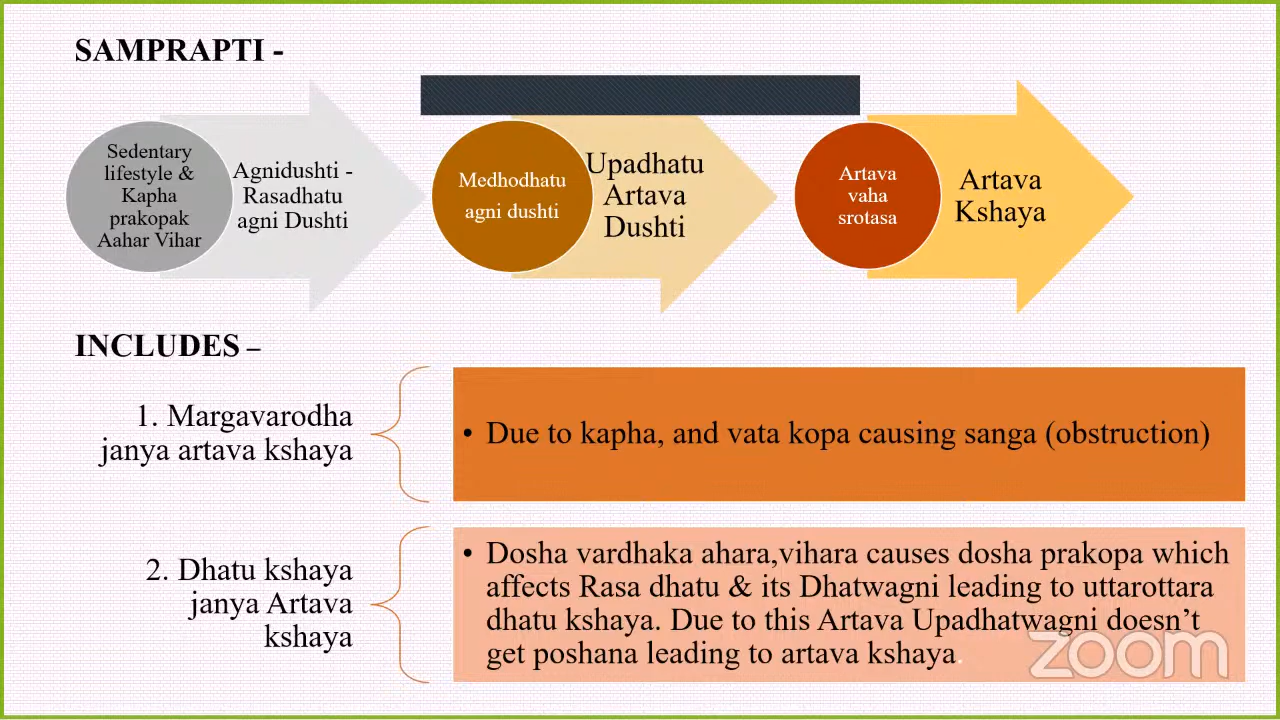 SAMPRAPTI -
Sedentary
lifestyle &
Kapha
prakopak
Aahar Vihar
Agnidushti -
Rasadhatu
agni Dushti
Medhodhatu
agni dushti
Upadhatu
Artava
Dushti
Artava
vaha
srotasa
Artava
Kshaya
INCLUDES –
1. Margavarodha
janya artava kshaya
• Due to kapha, and vata kopa causing sanga (obstruction)
2. Dhatu kshaya
janya Artava
kshaya
• Dosha vardhaka ahara,vihara causes dosha prakopa which
affects Rasa dhatu & its Dhatwagni leading to uttarottara
dhatu kshaya. Due to this Artava Upadhatwagni doesn’t
get poshana leading to artava kshaya.
zoom